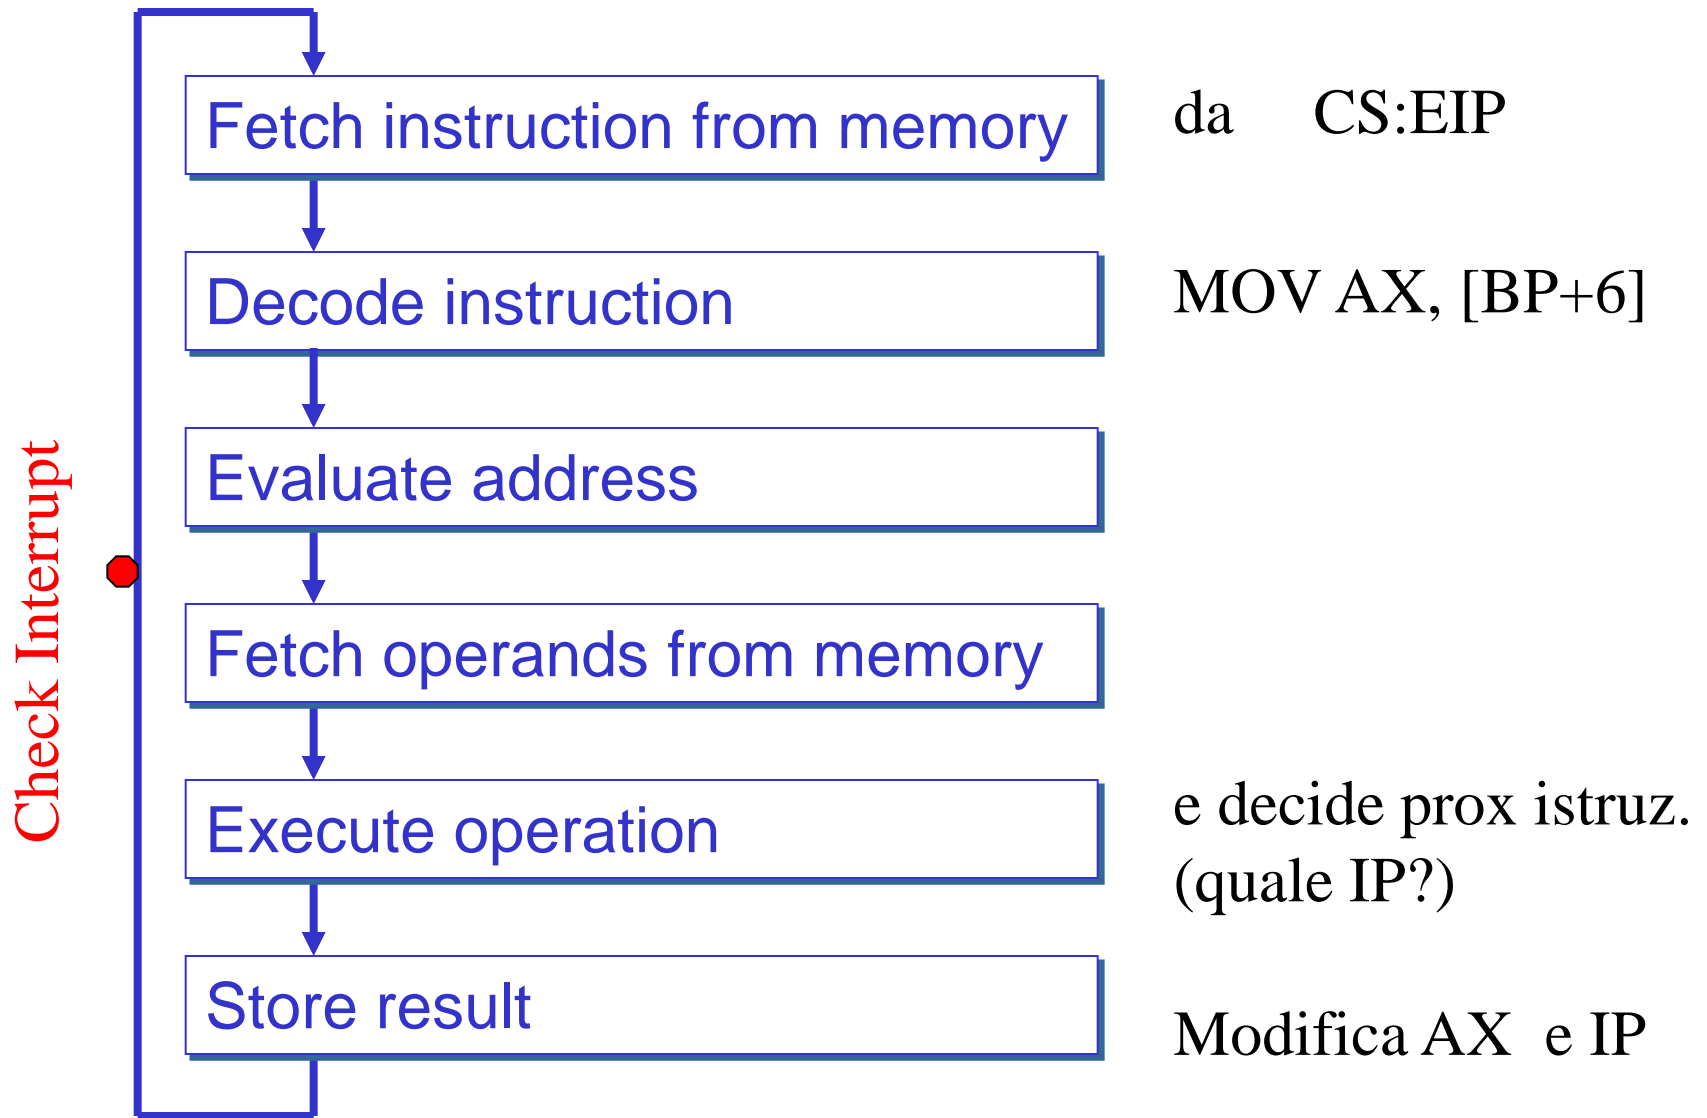 Fetch instruction from memory
da CS:EIP
Decode instruction
MOV AX, [BP+6]
Evaluate address
Check Interrupt
Fetch operands from memory
Execute operation
e decide prox istruz.
(quale IP?)
Store result
Modifica AX e IP